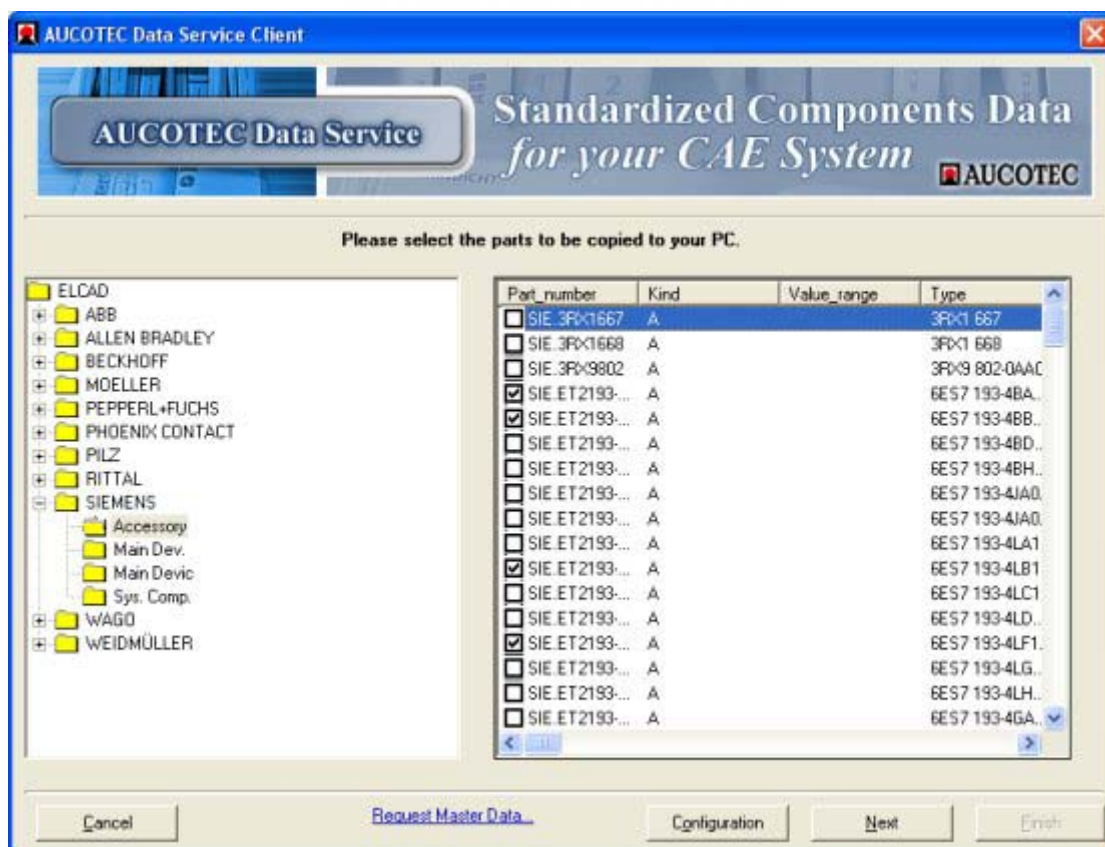 AUCOTEC Data Service Client
AUCOTEC Data Service
Standardized Components Data
for your CAE System
AUCOTEC
Please select the parts to be copied to your PC.
ELCAD
ABB
ALLEN BRADLEY
BECKHOFF
MOELLER
PEPPERL+FUCHS
PHOENIX CONTACT
PILZ
RITTAL
SIEMENS
Accessory
Main Dev.
Main Devic
Sys. Comp.
WAGO
WEIDMÜLLER
Part_number Kind Value_range Type
SIE.3RX1667 A 3RX1 667
SIE.3RX1668 A 3RX1 668
SIE.3RX9802 A 3RX9 802-0AAC
SIE.ET2193-... A 6ES7 193-4BA..
SIE.ET2193-... A 6ES7 193-4BB..
SIE.ET2193-... A 6ES7 193-4BD..
SIE.ET2193-... A 6ES7 193-4BH..
SIE.ET2193-... A 6ES7 193-4JA0.
SIE.ET2193-... A 6ES7 193-4JA0.
SIE.ET2193-... A 6ES7 193-4LA1
SIE.ET2193-... A 6ES7 193-4LB1
SIE.ET2193-... A 6ES7 193-4LC1
SIE.ET2193-... A 6ES7 193-4LD..
SIE.ET2193-... A 6ES7 193-4LF1.
SIE.ET2193-... A 6ES7 193-4LG..
SIE.ET2193-... A 6ES7 193-4LH..
SIE.ET2193-... A 6ES7 193-4GA..
Cancel Request Master Data... Configuration Next Finish